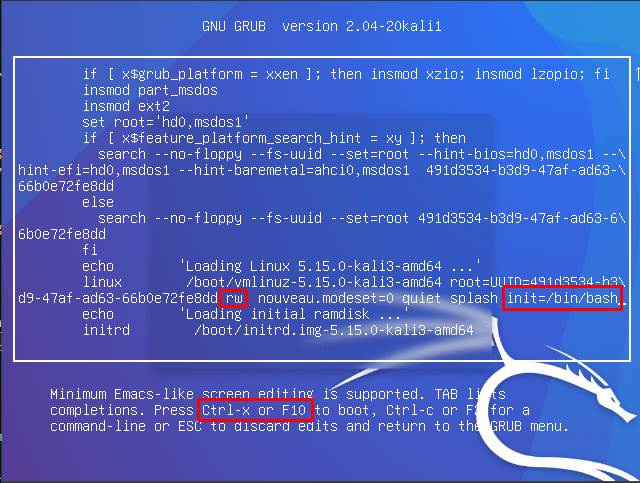 GNU GRUB  version 2.04-20kali1
if [ x$grub_platform = xxen ]; then insmod xzio; insmod lzopio; fi
insmod part_msdos
insmod ext2
set root='hd0,msdos1'
if [ x$feature_platform_search_hint = xy ]; then
search --no-floppy --fs-uuid --set=root --hint-bios=hd0,msdos1 --\
hint-efi=hd0,msdos1 --hint-baremetal=ahci0,msdos1  491d3534-b3d9-47af-ad63-\
66b0e72fe8dd
else
search --no-floppy --fs-uuid --set=root 491d3534-b3d9-47af-ad63-6\
6b0e72fe8dd
fi
echo 'Loading Linux 5.15.0-kali3-amd64 ...'
linux /boot/vmlinuz-5.15.0-kali3-amd64 root=UUID=491d3534-b3\
d9-47af-ad63-66b0e72fe8dd rw  nouveau.modeset=0 quiet splash init=/bin/bash
echo 'Loading initial ramdisk ...'
initrd /boot/initrd.img-5.15.0-kali3-amd64
Minimum Emacs-like screen editing is supported. TAB lists
completions. Press Ctrl-x or F10 to boot, Ctrl-c or F2 for a
command-line or ESC to discard edits and return to the GRUB menu.